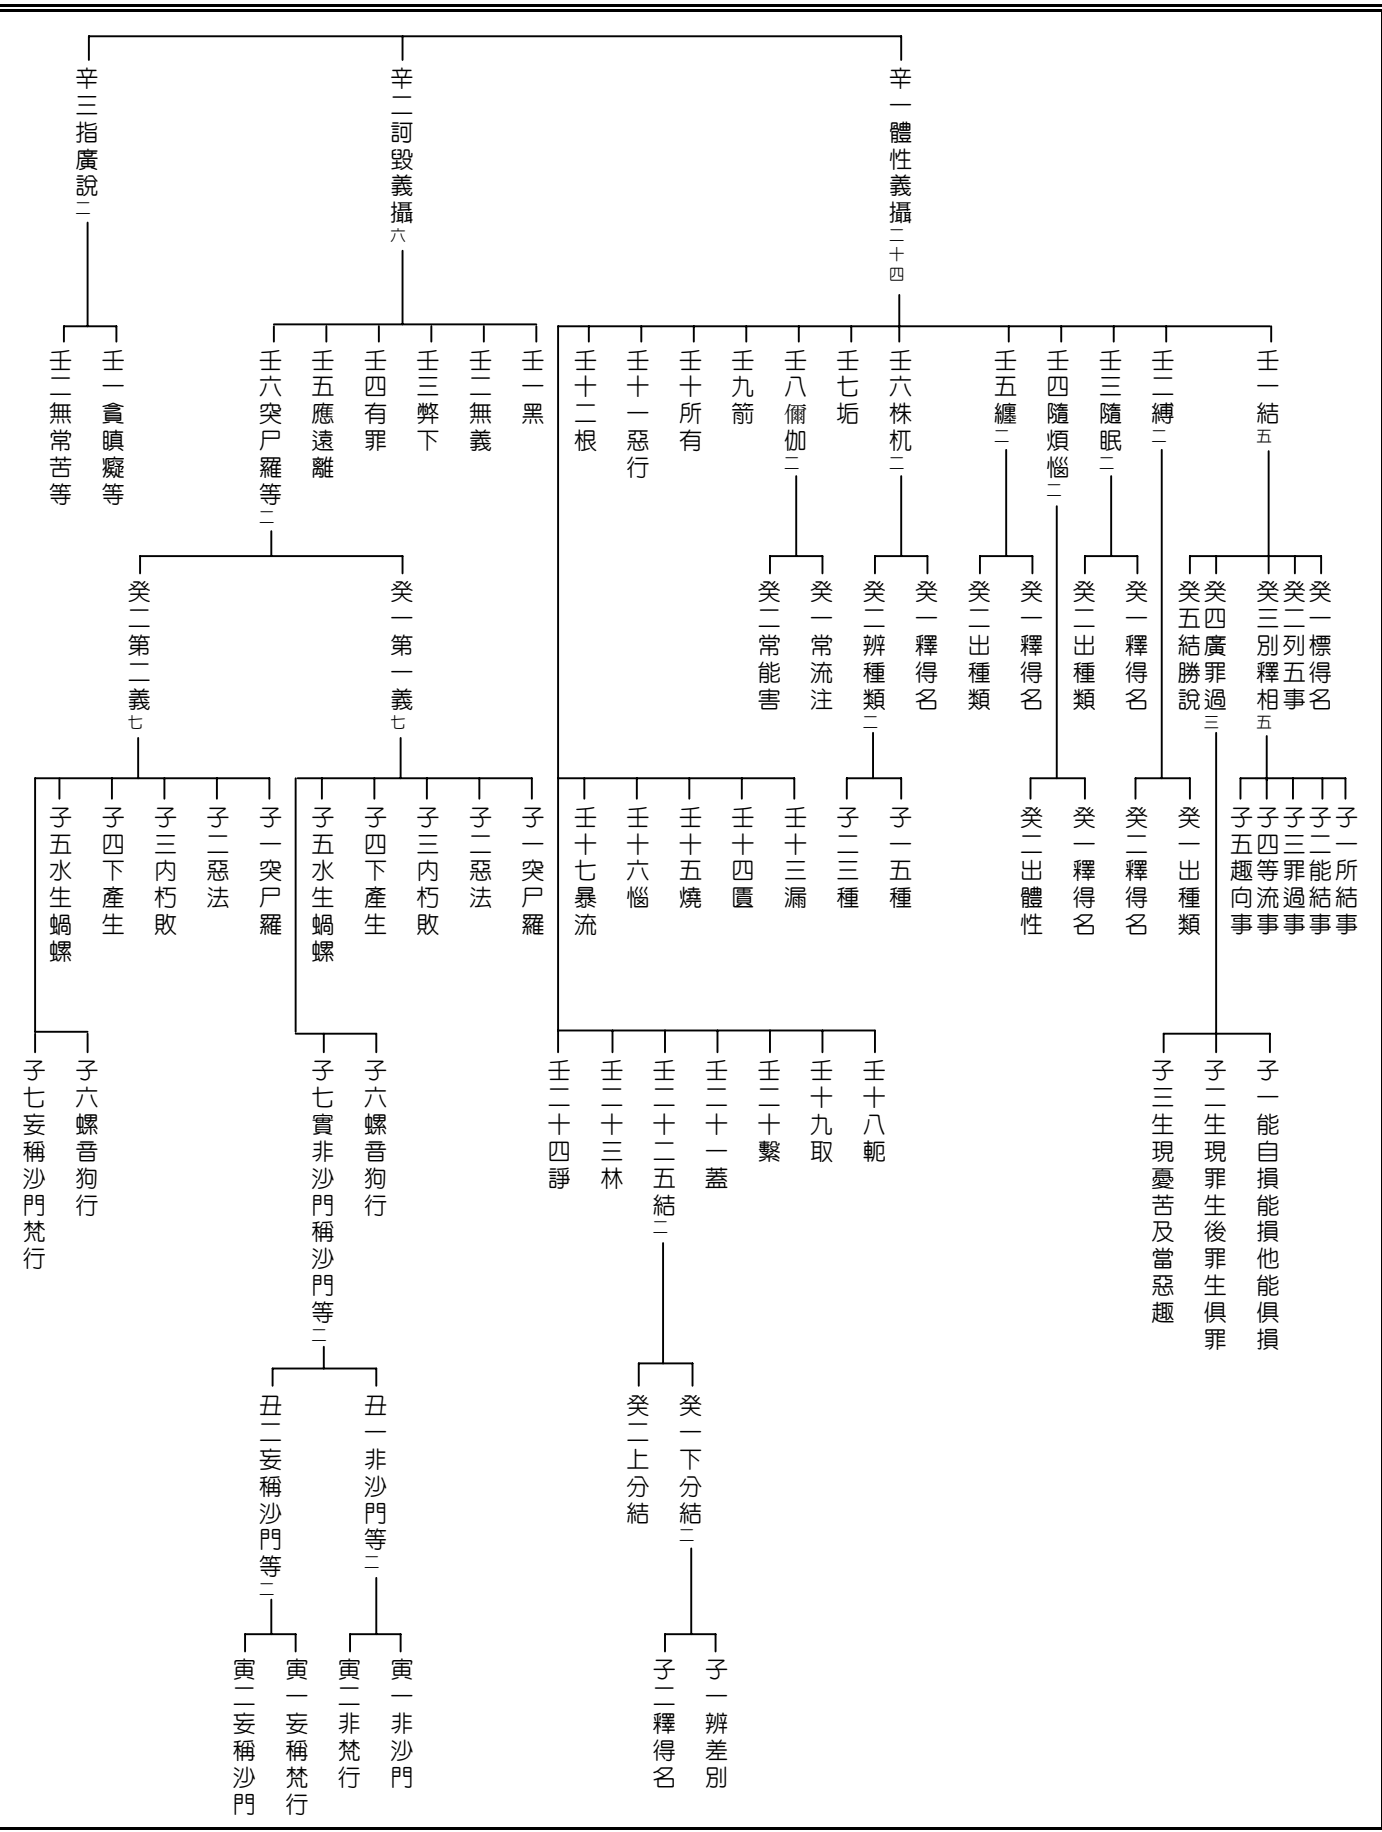 辛一體性義攝二十四
辛二訶毀義攝六
辛三指廣說二
壬一結五
壬二縛二
壬三隨眠二
壬四隨煩惱二
壬五纏二
壬六株杌二
壬七垢
壬八儞伽二
壬九箭
壬十所有
壬十一惡行
壬十二根
壬一黑
壬二無義
壬三弊下
壬四有罪
壬五應遠離
壬六突尸羅等二
壬一貪瞋癡等
壬二無常苦等
癸一標得名
癸二列五事
癸三別釋相五
癸四廣罪過三
癸五結勝說
癸一釋得名
癸二出種類
癸一釋得名
癸二出種類
癸一釋得名
癸二辨種類二
癸一常流注
癸二常能害
癸一第一義七
癸二第二義七
子一所結事
子二能結事
子三罪過事
子四等流事
子五趣向事
癸一出種類
癸二釋得名
癸一釋得名
癸二出體性
子一五種
子二三種
壬十三漏
壬十四匱
壬十五燒
壬十六惱
壬十七暴流
子一突尸羅
子二惡法
子三內朽敗
子四下產生
子五水生蝸螺
子一突尸羅
子二惡法
子三內朽敗
子四下產生
子五水生蝸螺
子一能自損能損他能俱損
子二生現罪生後罪生俱罪
子三生現憂苦及當惡趣
壬十八軛
壬十九取
壬二十繫
壬二十一蓋
壬二十二五結二
壬二十三林
壬二十四諍
子六螺音狗行
子七實非沙門稱沙門等二
子六螺音狗行
子七妄稱沙門梵行
癸一下分結二
癸二上分結
丑一非沙門等二
丑二妄稱沙門等二
子一辨差別
子二釋得名
寅一非沙門
寅二非梵行
寅一妄稱梵行
寅二妄稱沙門